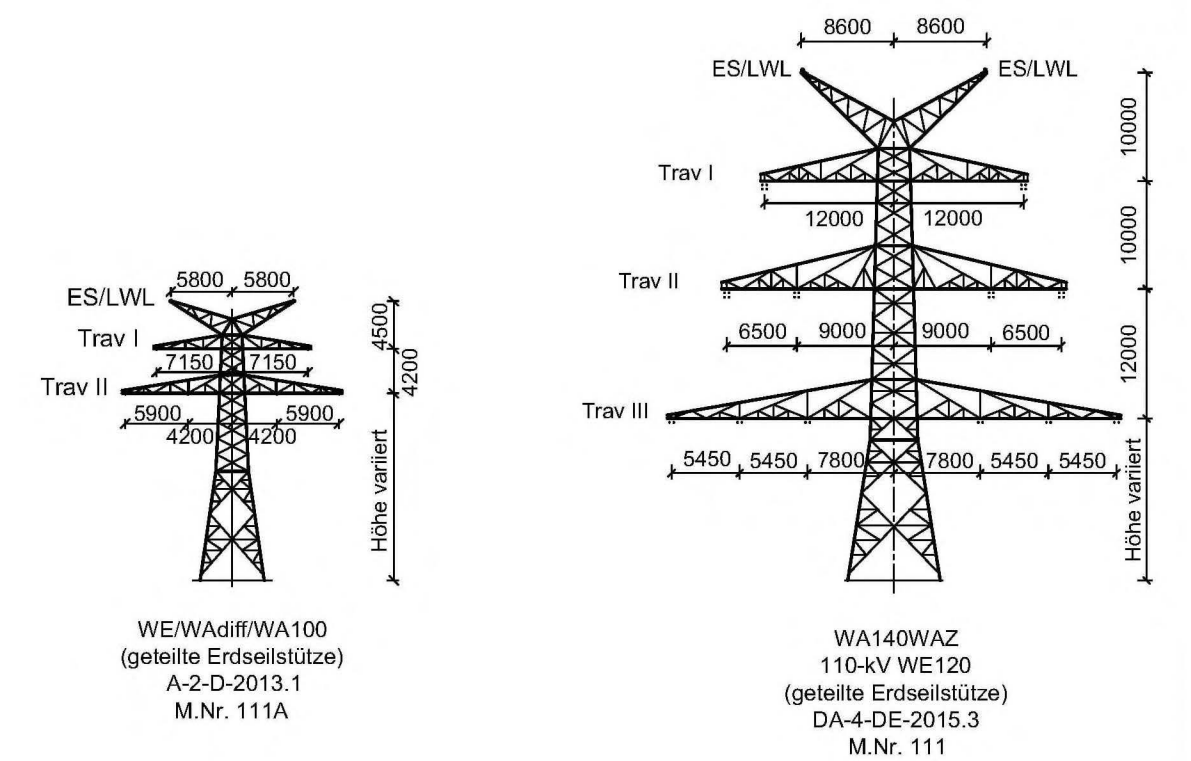 5800 5800
ES/LWL
Trav I
7150 7150
Trav II
5900 5900
4200 4200
4500
4200
Höhe variiert
WE/WAdiff/WA100
(geteilte Erdseilstütze)
A-2-D-2013.1
M.Nr. 111A
8600 8600
ES/LWL ES/LWL
10000
Trav I
12000 12000
10000
Trav II
6500 9000 9000 6500
12000
Trav III
5450 5450 7800 7800 5450 5450
Höhe variiert
WA140WAZ
110-kV WE120
(geteilte Erdseilstütze)
DA-4-DE-2015.3
M.Nr. 111